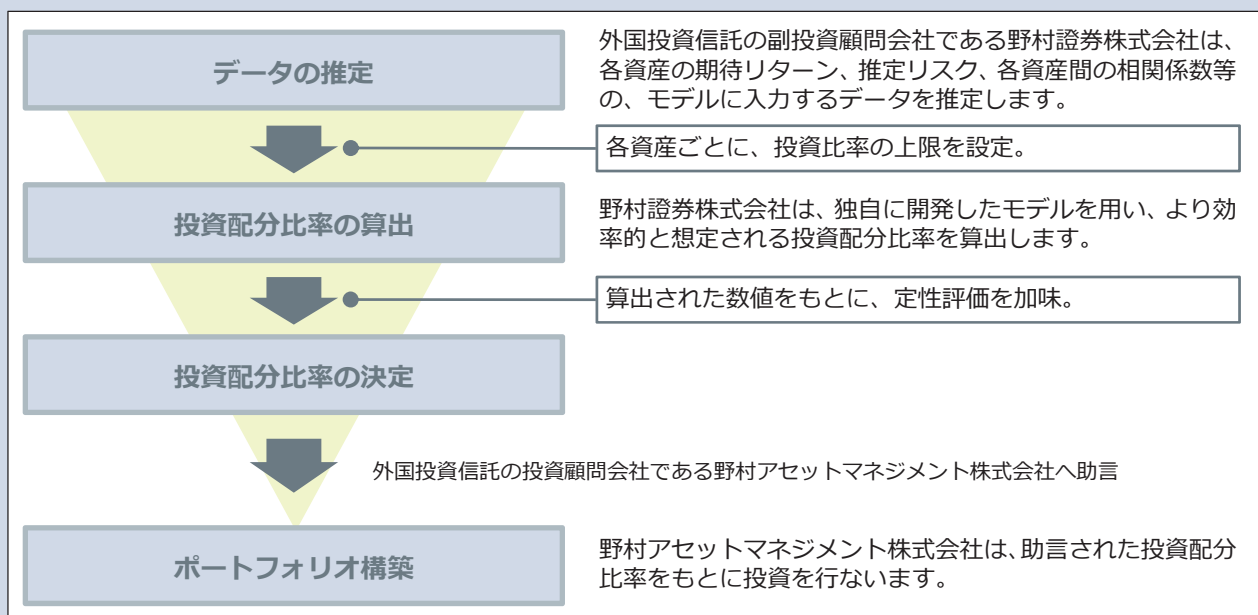 データの推定
外国投資信託の副投資顧問会社である野村證券株式会社は、
各資産の期待リターン、推定リスク、各資産間の相関係数等
の、モデルに入力するデータを推定します。
各資産ごとに、投資比率の上限を設定。
投資配分比率の算出
野村證券株式会社は、独自に開発したモデルを用い、より効
率的と想定される投資配分比率を算出します。
算出された数値をもとに、定性評価を加味。
投資配分比率の決定
外国投資信託の投資顧問会社である野村アセットマネジメント株式会社へ助言
ポートフォリオ構築
野村アセットマネジメント株式会社は、助言された投資配分
比率をもとに投資を行ないます。